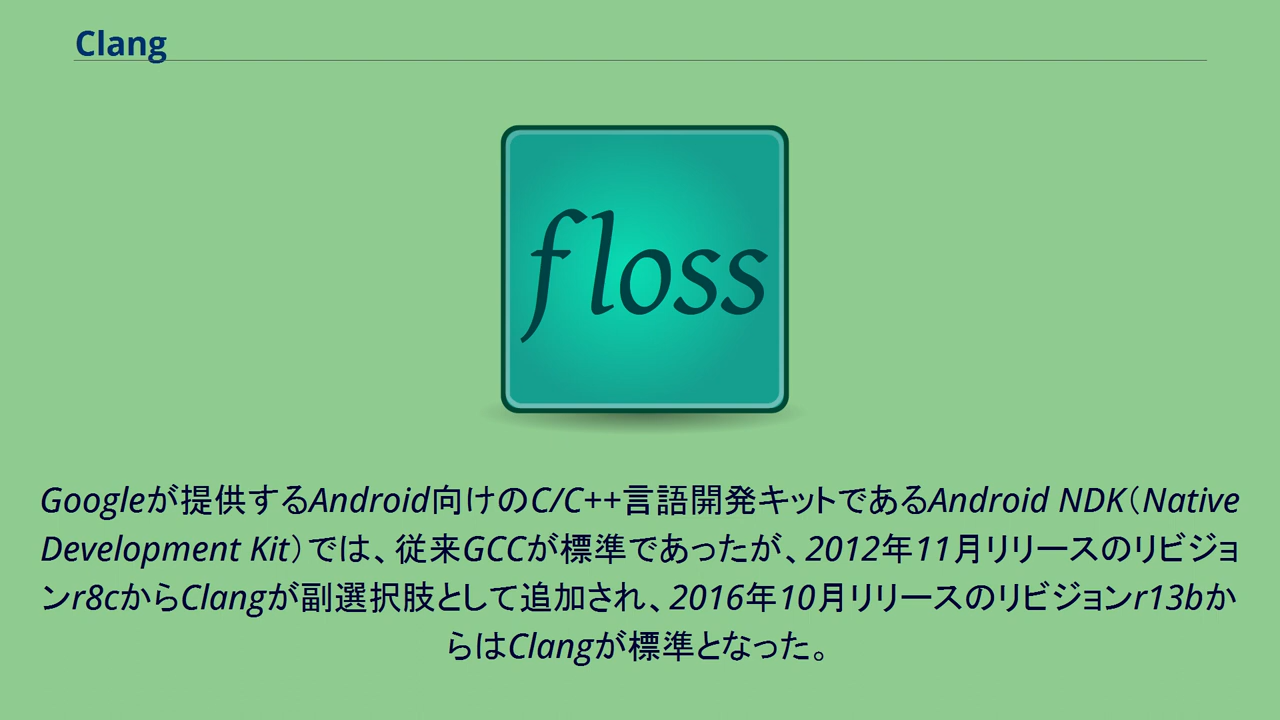 Clang
floss
Googleが提供するAndroid向けのC/C++言語開発キットであるAndroid NDK（Native
Development Kit）では、従来GCCが標準であったが、2012年11月リリースのリビジョ
ンr8cからClangが副選択肢として追加され、2016年10月リリースのリビジョンr13bか
らはClangが標準となった。